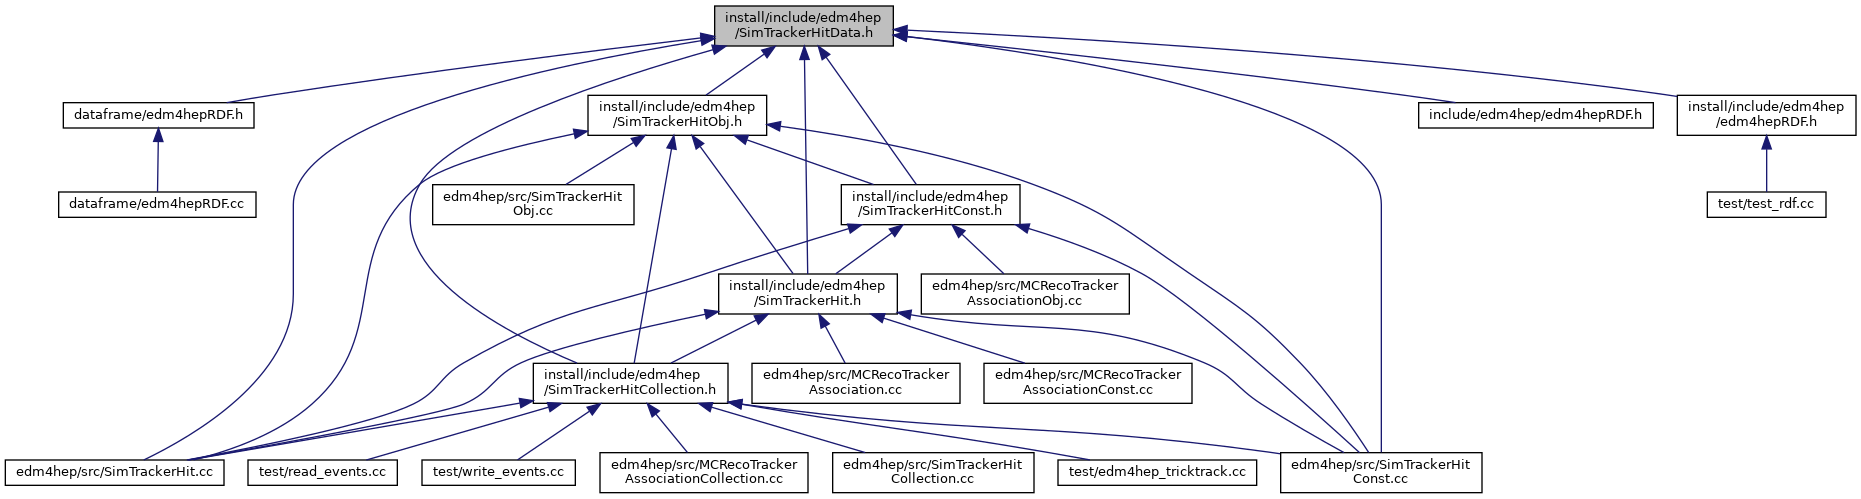 install/include/edm4hep
/SimTrackerHitData.h
dataframe/edm4hepRDF.h
install/include/edm4hep
/SimTrackerHitObj.h
include/edm4hep/edm4hepRDF.h
install/include/edm4hep
/edm4hepRDF.h
dataframe/edm4hepRDF.cc
edm4hep/src/SimTrackerHit
Obj.cc
install/include/edm4hep
/SimTrackerHitConst.h
test/test_rdf.cc
install/include/edm4hep
/SimTrackerHit.h
edm4hep/src/MCRecoTracker
AssociationObj.cc
install/include/edm4hep
/SimTrackerHitCollection.h
edm4hep/src/MCRecoTracker
Association.cc
edm4hep/src/MCRecoTracker
AssociationConst.cc
edm4hep/src/SimTrackerHit.cc
test/read_events.cc
test/write_events.cc
edm4hep/src/MCRecoTracker
AssociationCollection.cc
edm4hep/src/SimTrackerHit
Collection.cc
test/edm4hep_tricktrack.cc
edm4hep/src/SimTrackerHit
Const.cc